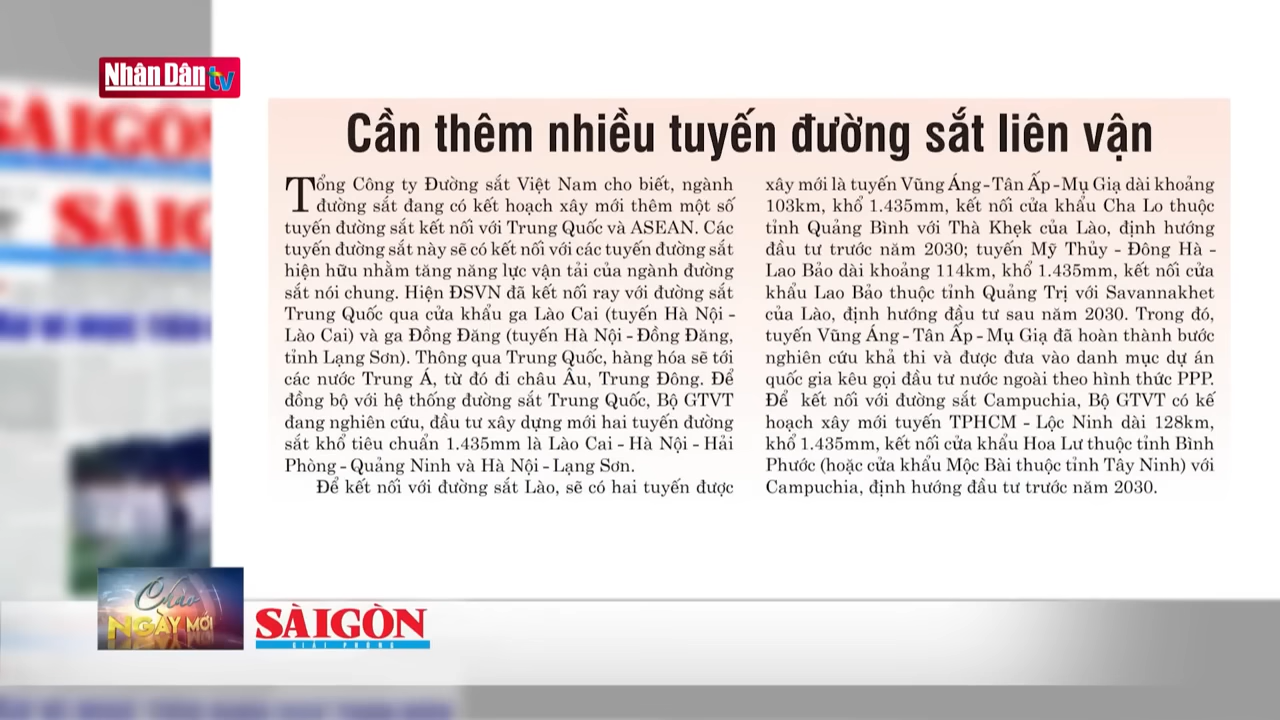 Nhân Dân tv
SÀIGÒN
SÀIGÒN
Cần thêm nhiều tuyến đường sắt liên vận
Tổng Công ty Đường sắt Việt Nam cho biết, ngành
đường sắt đang có kết hoạch xây mới thêm một số
tuyến đường sắt kết nối với Trung Quốc và ASEAN. Các
tuyến đường sắt này sẽ có kết nối với các tuyến đường sắt
hiện hữu nhằm tăng năng lực vận tải của ngành đường
sắt nói chung. Hiện ĐSVN đã kết nối ray với đường sắt
Trung Quốc qua cửa khẩu ga Lào Cai (tuyến Hà Nội -
Lào Cai) và ga Đồng Đăng (tuyến Hà Nội - Đồng Đăng,
tỉnh Lạng Sơn). Thông qua Trung Quốc, hàng hóa sẽ tới
các nước Trung Á, từ đó đi châu Âu, Trung Đông. Để
đồng bộ với hệ thống đường sắt Trung Quốc, Bộ GTVT
đang nghiên cứu, đầu tư xây dựng mới hai tuyến đường
sắt khổ tiêu chuẩn 1.435mm là Lào Cai - Hà Nội - Hải
Phòng - Quảng Ninh và Hà Nội - Lạng Sơn.
Để kết nối với đường sắt Lào, sẽ có hai tuyến được
xây mới là tuyến Vũng Áng - Tân Ấp - Mụ Giạ dài khoảng
103km, khổ 1.435mm, kết nối cửa khẩu Cha Lo thuộc
tỉnh Quảng Bình với Thà Khẹk của Lào, định hướng
đầu tư trước năm 2030; tuyến Mỹ Thủy - Đông Hà -
Lao Bảo dài khoảng 114km, khổ 1.435mm, kết nối cửa
khẩu Lao Bảo thuộc tỉnh Quảng Trị với Savannakhet
của Lào, định hướng đầu tư sau năm 2030. Trong đó,
tuyến Vũng Áng - Tân Ấp - Mụ Giạ đã hoàn thành bước
nghiên cứu khả thi và được đưa vào danh mục dự án
quốc gia kêu gọi đầu tư nước ngoài theo hình thức PPP.
Để kết nối với đường sắt Campuchia, Bộ GTVT có kế
hoạch xây mới tuyến TPHCM - Lộc Ninh dài 128km,
khổ 1.435mm, kết nối cửa khẩu Hoa Lư thuộc tỉnh Bình
Phước (hoặc cửa khẩu Mộc Bài thuộc tỉnh Tây Ninh) với
Campuchia, định hướng đầu tư trước năm 2030.
Chào
NGÀY MỚI
SÀIGÒN
GIẢI PHÓNG